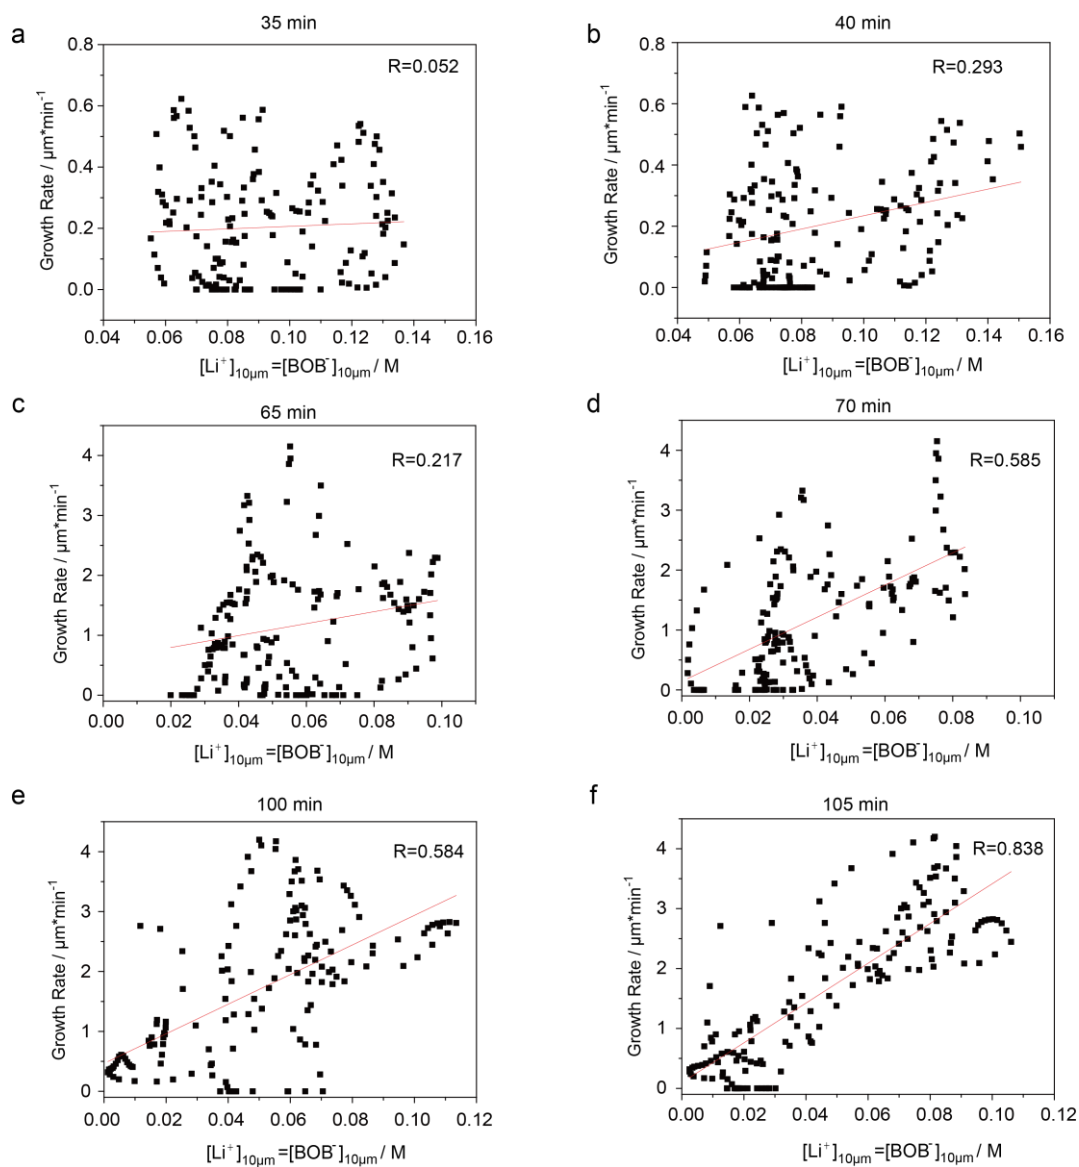 a
35 min
0.8
0.6
0.4
0.2
0.0
Growth Rate / µm*min⁻¹
R=0.052
0.04 0.06 0.08 0.10 0.12 0.14 0.16
[Li⁺]₁₀µm=[BOB⁻]₁₀µm / M
b
40 min
0.8
0.6
0.4
0.2
0.0
Growth Rate / µm*min⁻¹
R=0.293
0.04 0.06 0.08 0.10 0.12 0.14 0.16
[Li⁺]₁₀µm=[BOB⁻]₁₀µm / M
c
65 min
4
3
2
1
0
Growth Rate / µm*min⁻¹
R=0.217
0.00 0.02 0.04 0.06 0.08 0.10
[Li⁺]₁₀µm=[BOB⁻]₁₀µm / M
d
70 min
4
3
2
1
0
Growth Rate / µm*min⁻¹
R=0.585
0.00 0.02 0.04 0.06 0.08 0.10
[Li⁺]₁₀µm=[BOB⁻]₁₀µm / M
e
100 min
4
3
2
1
0
Growth Rate / µm*min⁻¹
R=0.584
0.00 0.02 0.04 0.06 0.08 0.10 0.12
[Li⁺]₁₀µm=[BOB⁻]₁₀µm / M
f
105 min
4
3
2
1
0
Growth Rate / µm*min⁻¹
R=0.838
0.00 0.02 0.04 0.06 0.08 0.10 0.12
[Li⁺]₁₀µm=[BOB⁻]₁₀µm / M